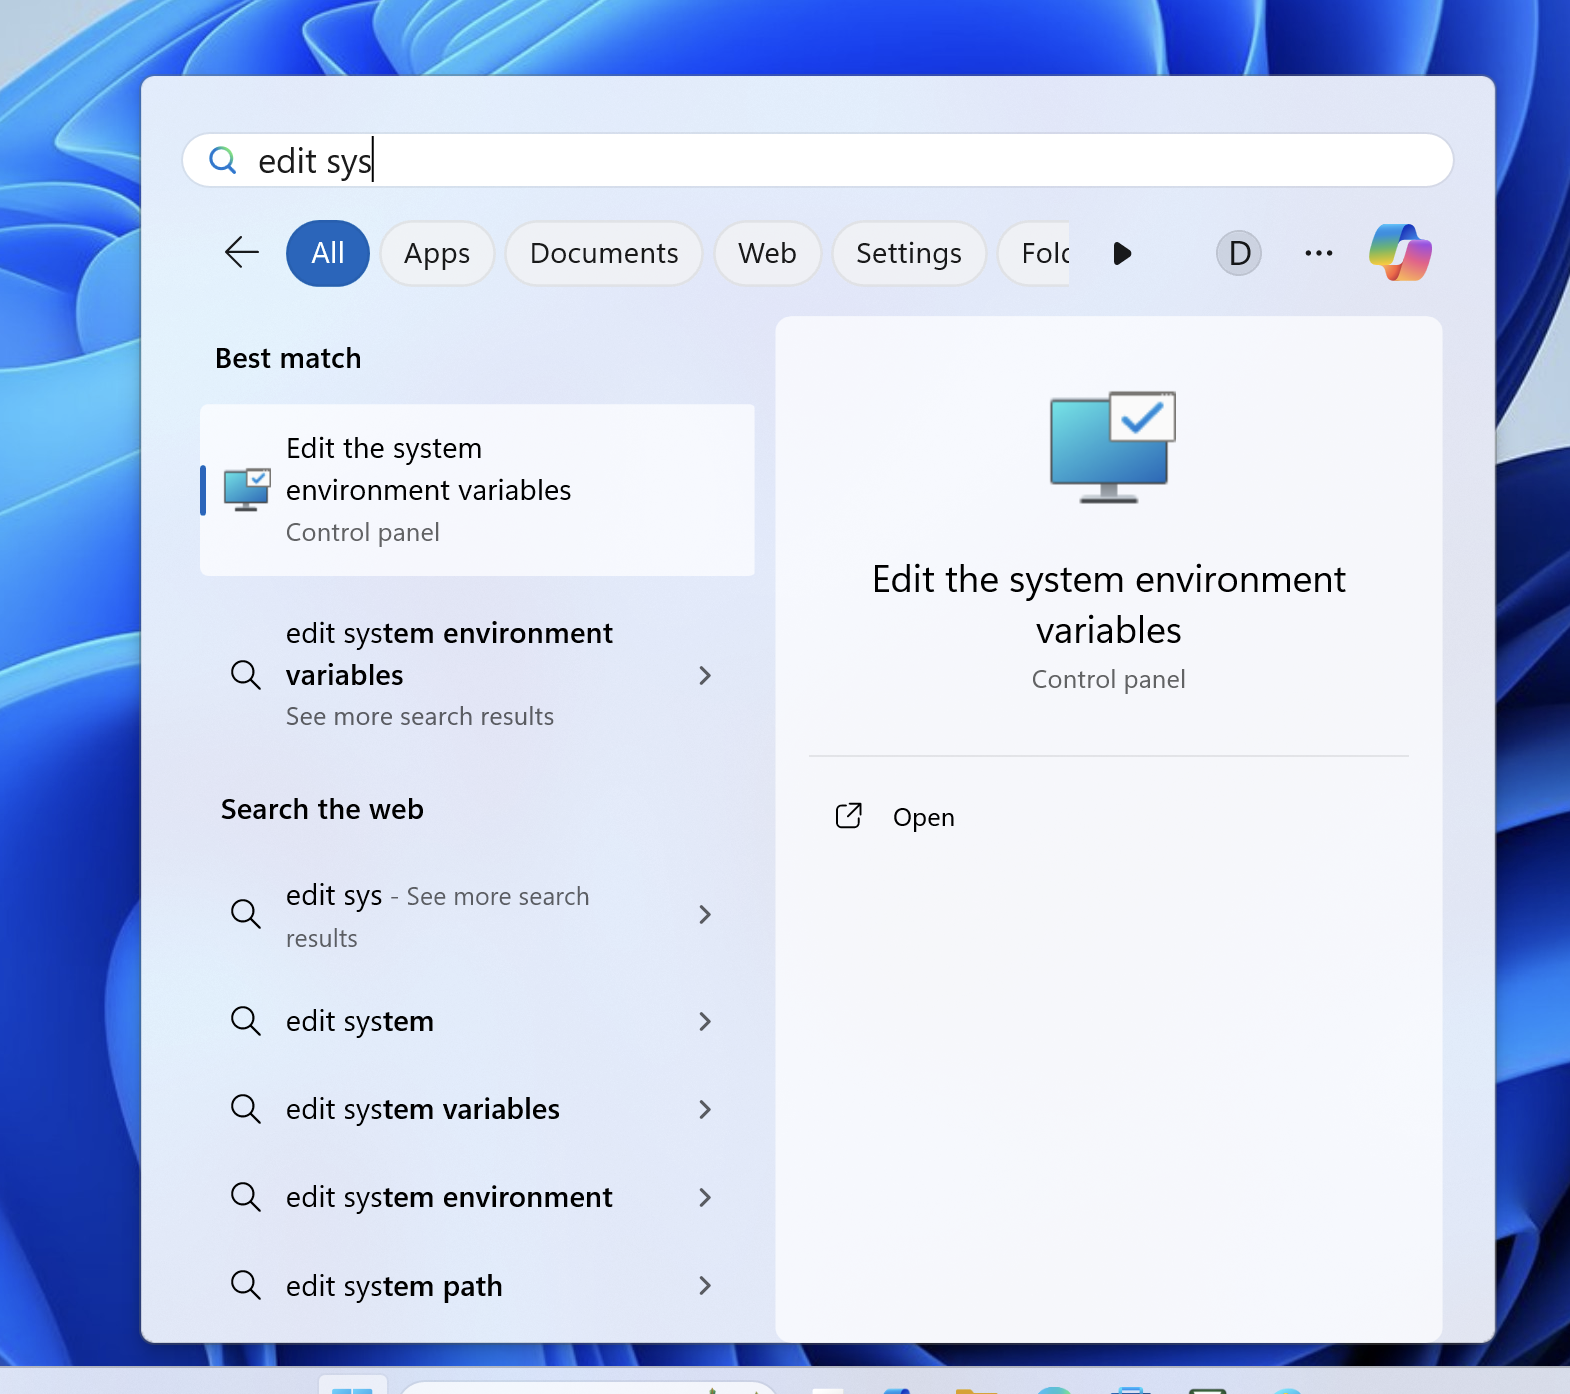 edit sys
All Apps Documents Web Settings Fold D
Best match
Edit the system
environment variables
Control panel
edit system environment
variables
See more search results
Search the web
edit sys - See more search
results
edit system
edit system variables
edit system environment
edit system path
Edit the system environment
variables
Control panel
Open